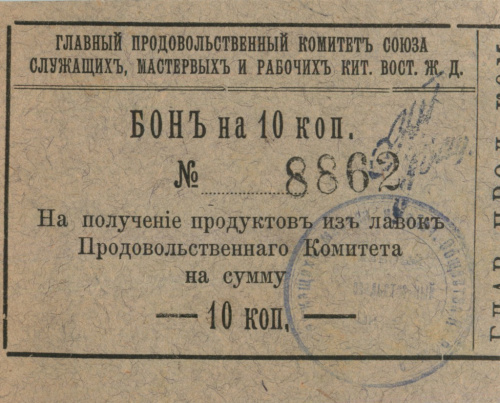 ГЛАВНЫЙ ПРОДОВОЛЬСТВЕННЫЙ КОМИТЕТЪ СОЮЗА
СЛУЖАЩИХЪ, МАСТЕРВЫХЪ И РАБОЧИХЪ КИТ. ВОСТ. Ж. Д.
БОНЪ на 10 коп.
№ 8862
На полученіе продуктовъ изъ лавокъ
Продовольственнаго Комитета
на сумму
— 10 коп. —